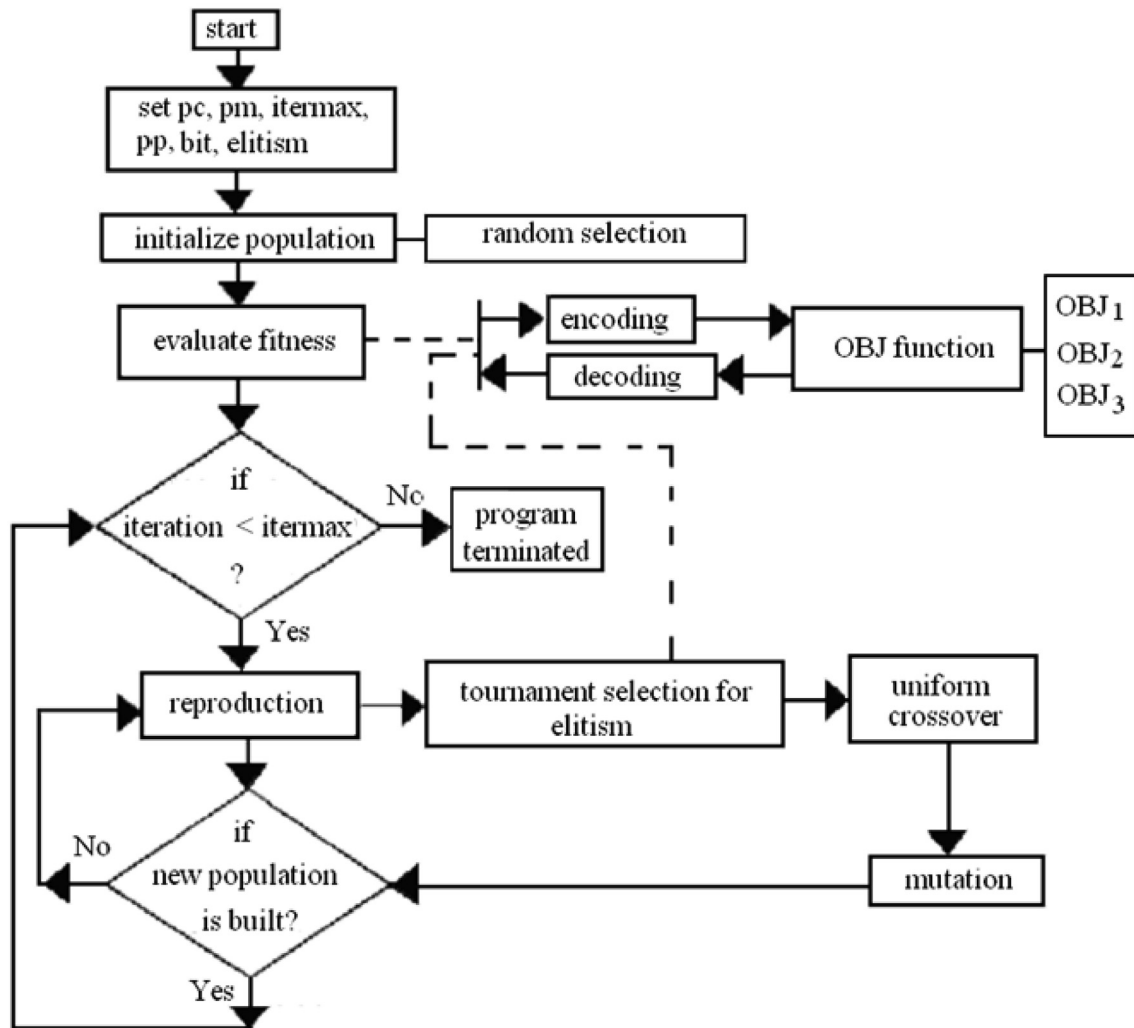 start
set pc, pm, itermax,
pp, bit, elitism
initialize population
random selection
evaluate fitness
encoding
decoding
OBJ function
OBJ1
OBJ2
OBJ3
if
iteration < itermax
?
No
program
terminated
Yes
reproduction
tournament selection for
elitism
uniform
crossover
mutation
if
new population
is built?
No
Yes